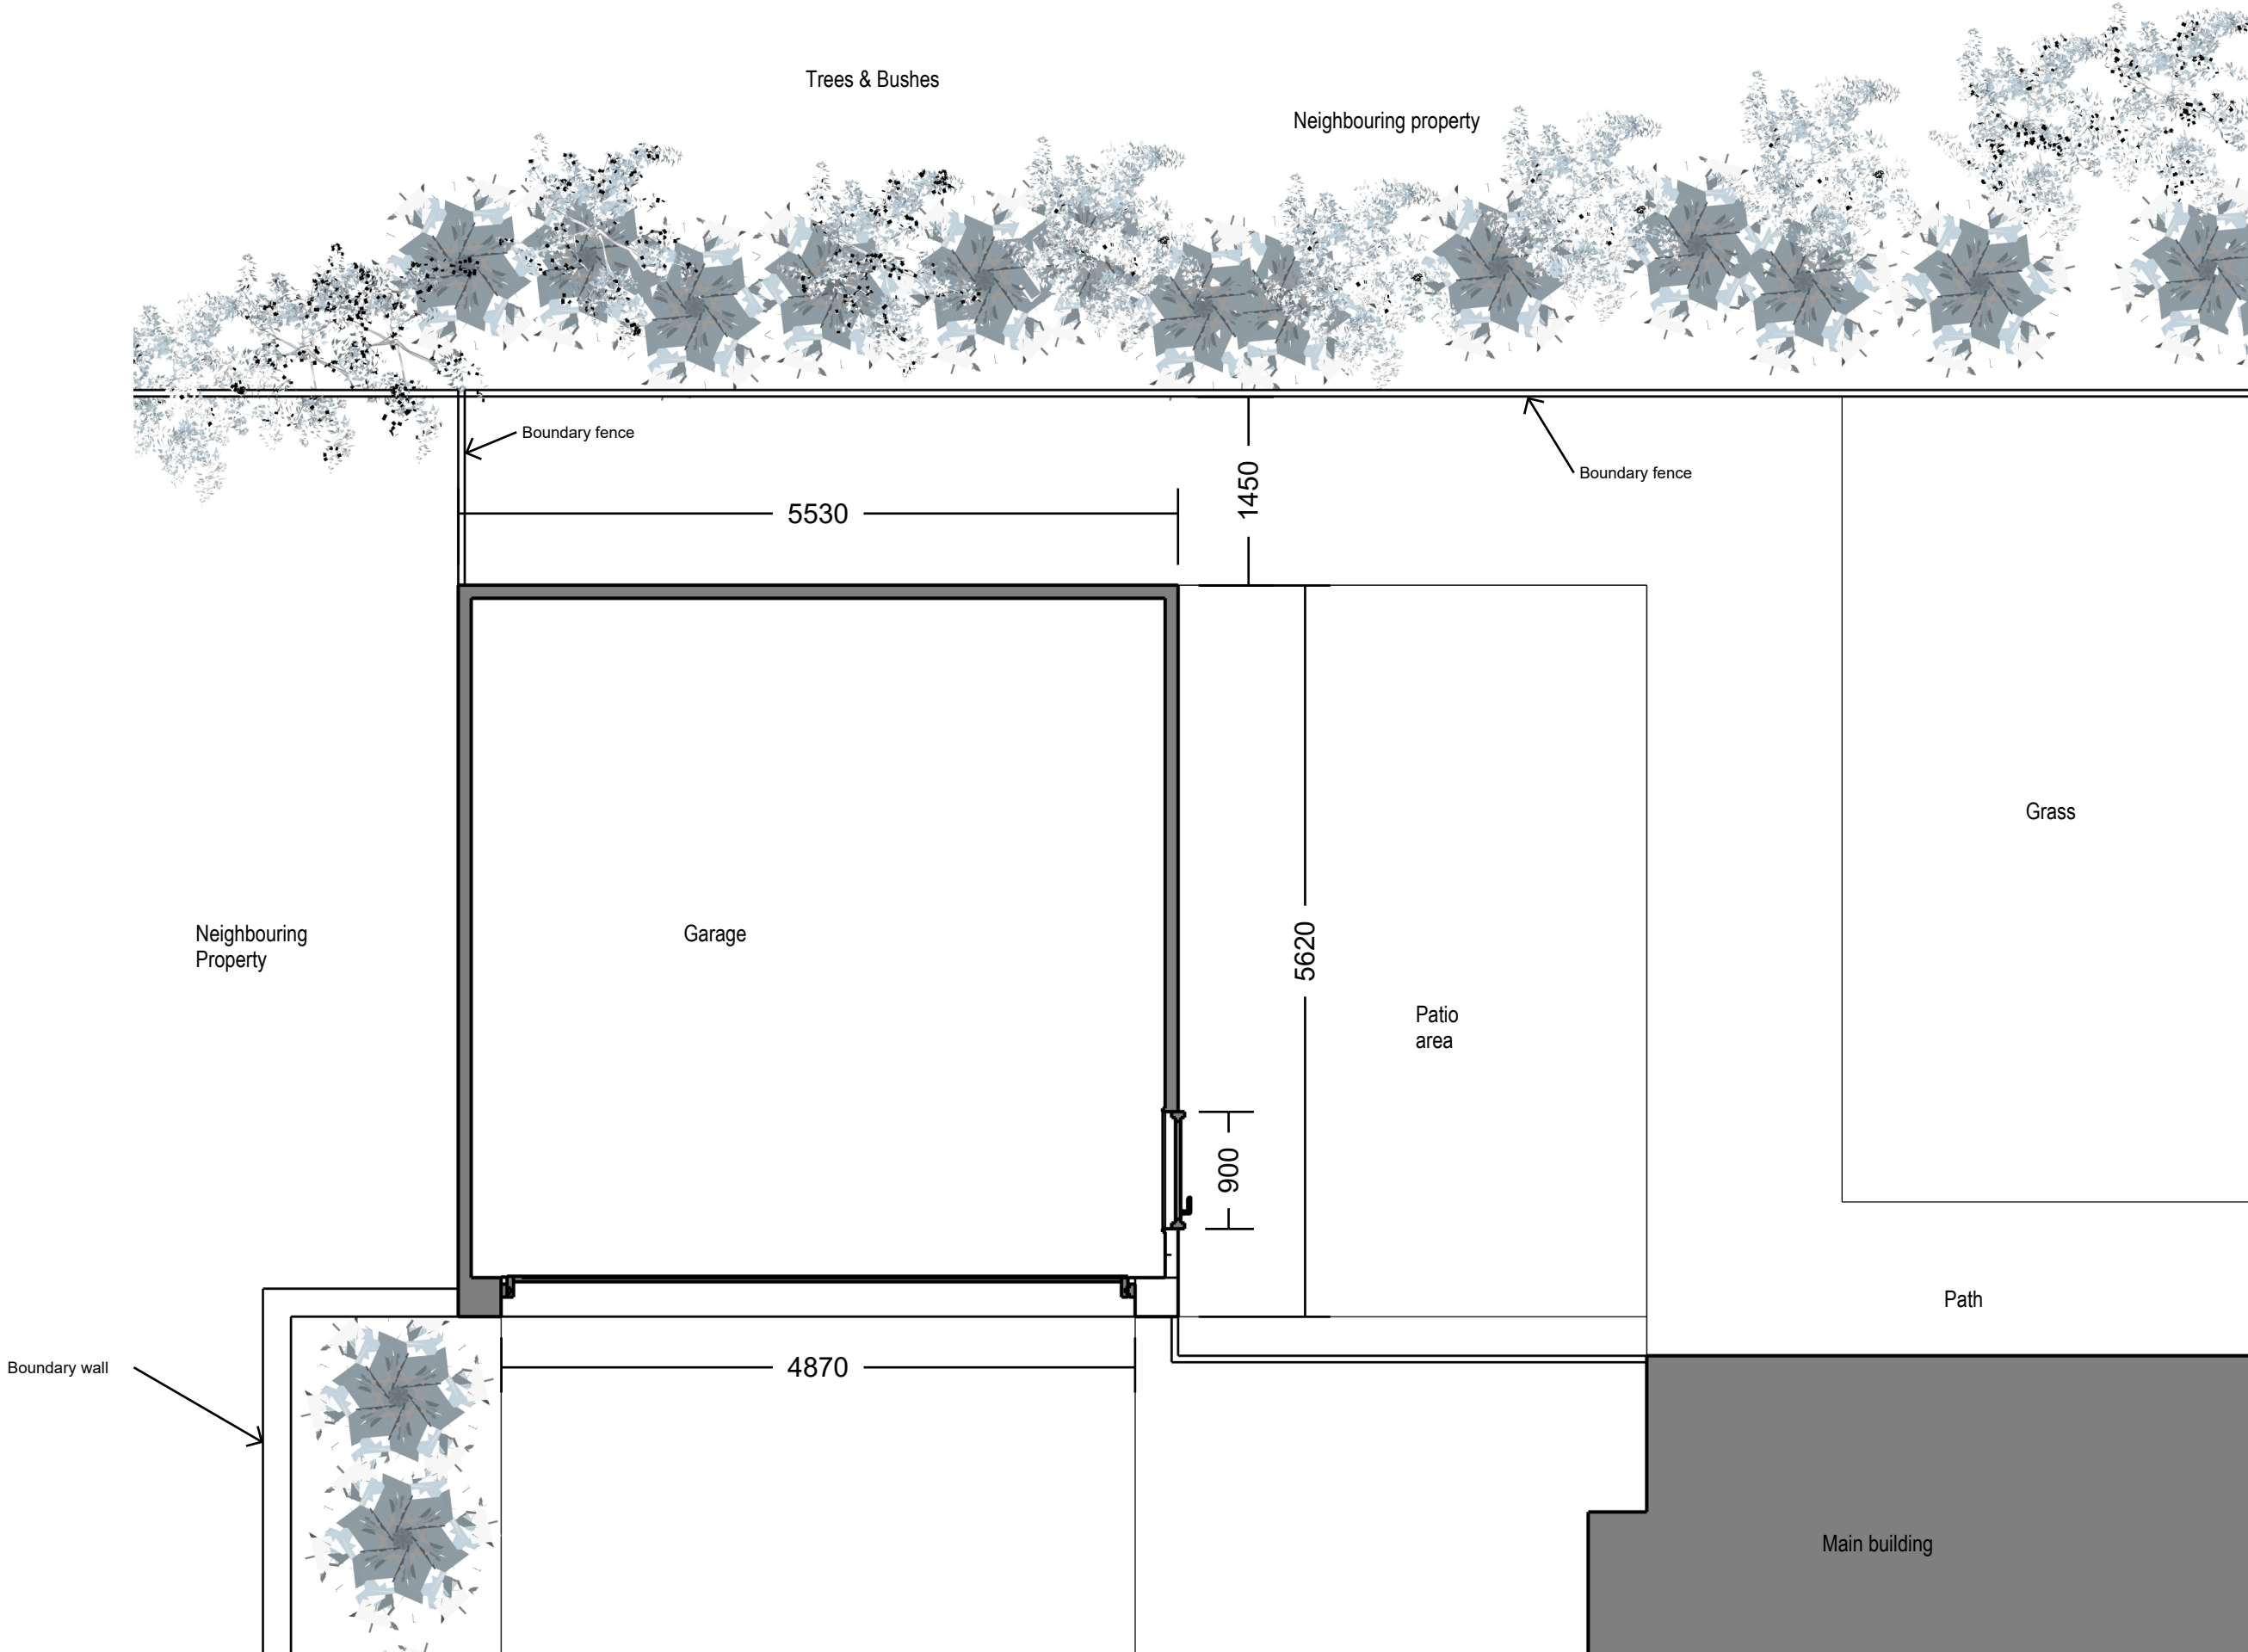 Trees & Bushes
Neighbouring property
Boundary fence
1450
Boundary fence
5530
Grass
Neighbouring
Property
Garage
5620
Patio
area
900
Path
Boundary wall
4870
Main building